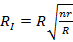 R_I = R√(nr/R)